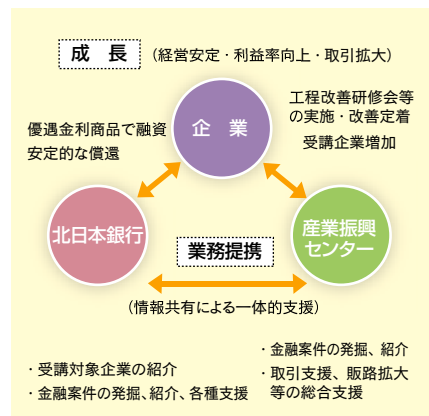 成 長 （経営安定・利益率向上・取引拡大）
企 業
工程改善研修会等
の実施・改善定着
受講企業増加
優遇金利商品で融資
安定的な償還
北日本銀行
産業振興
センター
業務提携
（情報共有による一体的支援）
・受講対象企業の紹介
・金融案件の発掘、紹介、各種支援
・金融案件の発掘、紹介
・取引支援、販路拡大
等の総合支援